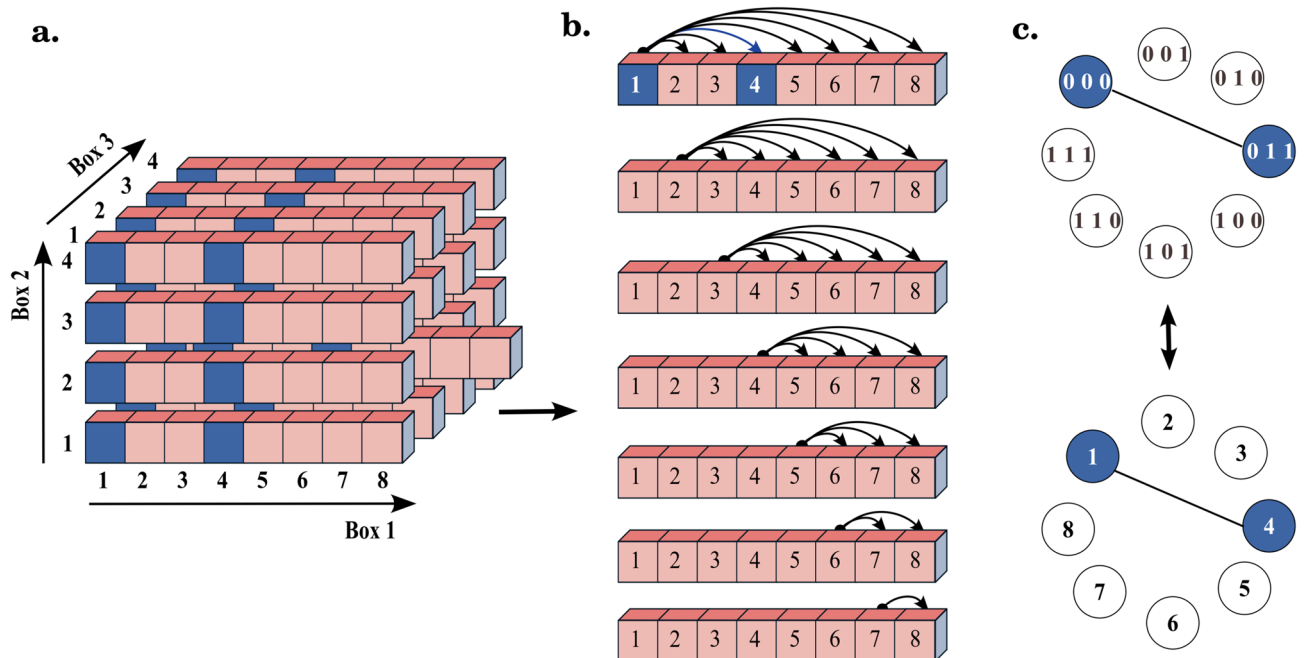 a.
Box 3
4
3
2
1
Box 2
4
3
2
1
1 2 3 4 5 6 7 8
Box 1
b.
1 2 3 4 5 6 7 8
1 2 3 4 5 6 7 8
1 2 3 4 5 6 7 8
1 2 3 4 5 6 7 8
1 2 3 4 5 6 7 8
1 2 3 4 5 6 7 8
1 2 3 4 5 6 7 8
c.
0 0 1
0 0 0
0 1 0
1 1 1
0 1 1
1 1 0
1 0 0
1 0 1
2
1
3
8
4
7
5
6